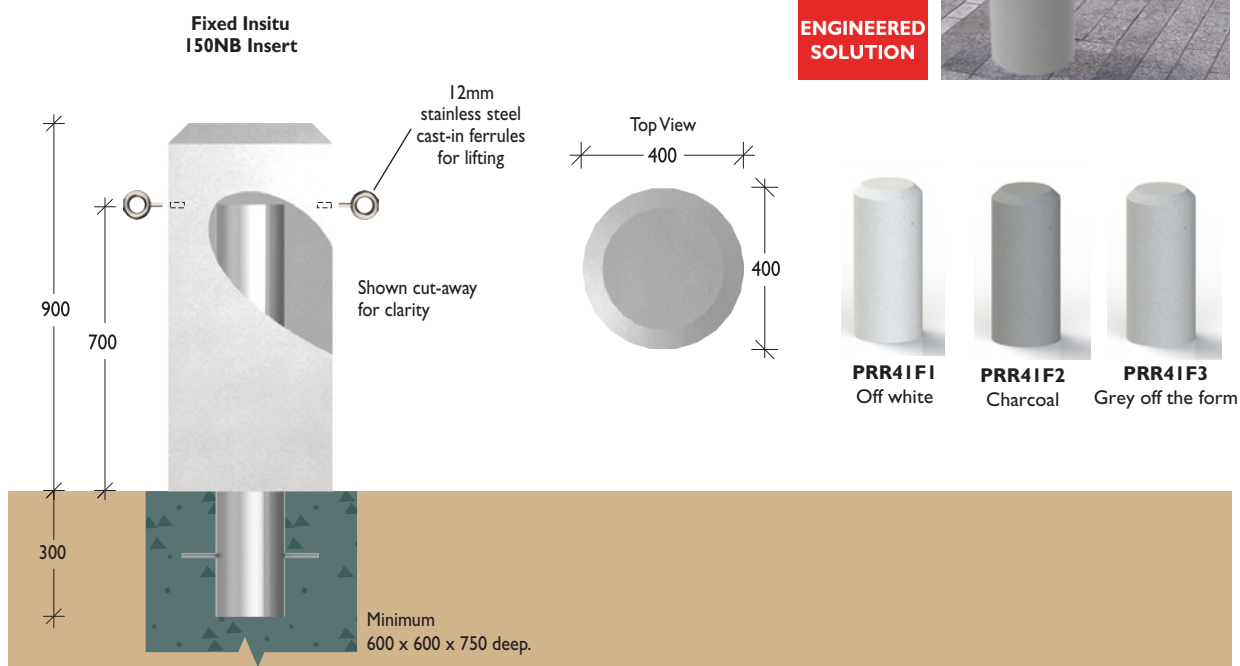 Fixed Insitu
150NB Insert
ENGINEERED
SOLUTION
12mm
stainless steel
cast-in ferrules
for lifting
Top View
400
400
900
700
Shown cut-away
for clarity
PRR41F1
Off white
PRR41F2
Charcoal
PRR41F3
Grey off the form
300
Minimum
600 x 600 x 750 deep.